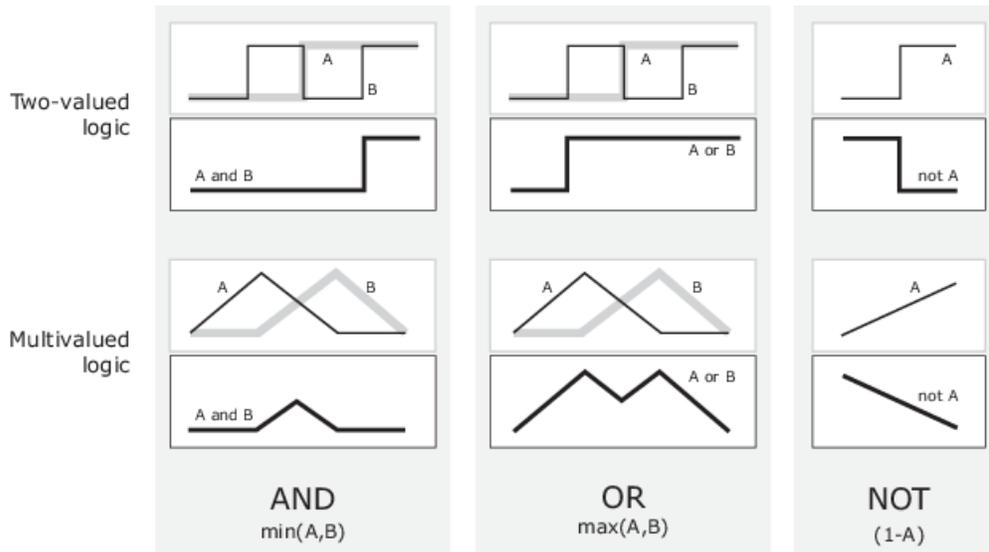 Two-valued
logic
A
B
A and B
A
B
A or B
A
not A
Multivalued
logic
A
B
A and B
A
B
A or B
A
not A
AND
min(A,B)
OR
max(A,B)
NOT
(1-A)